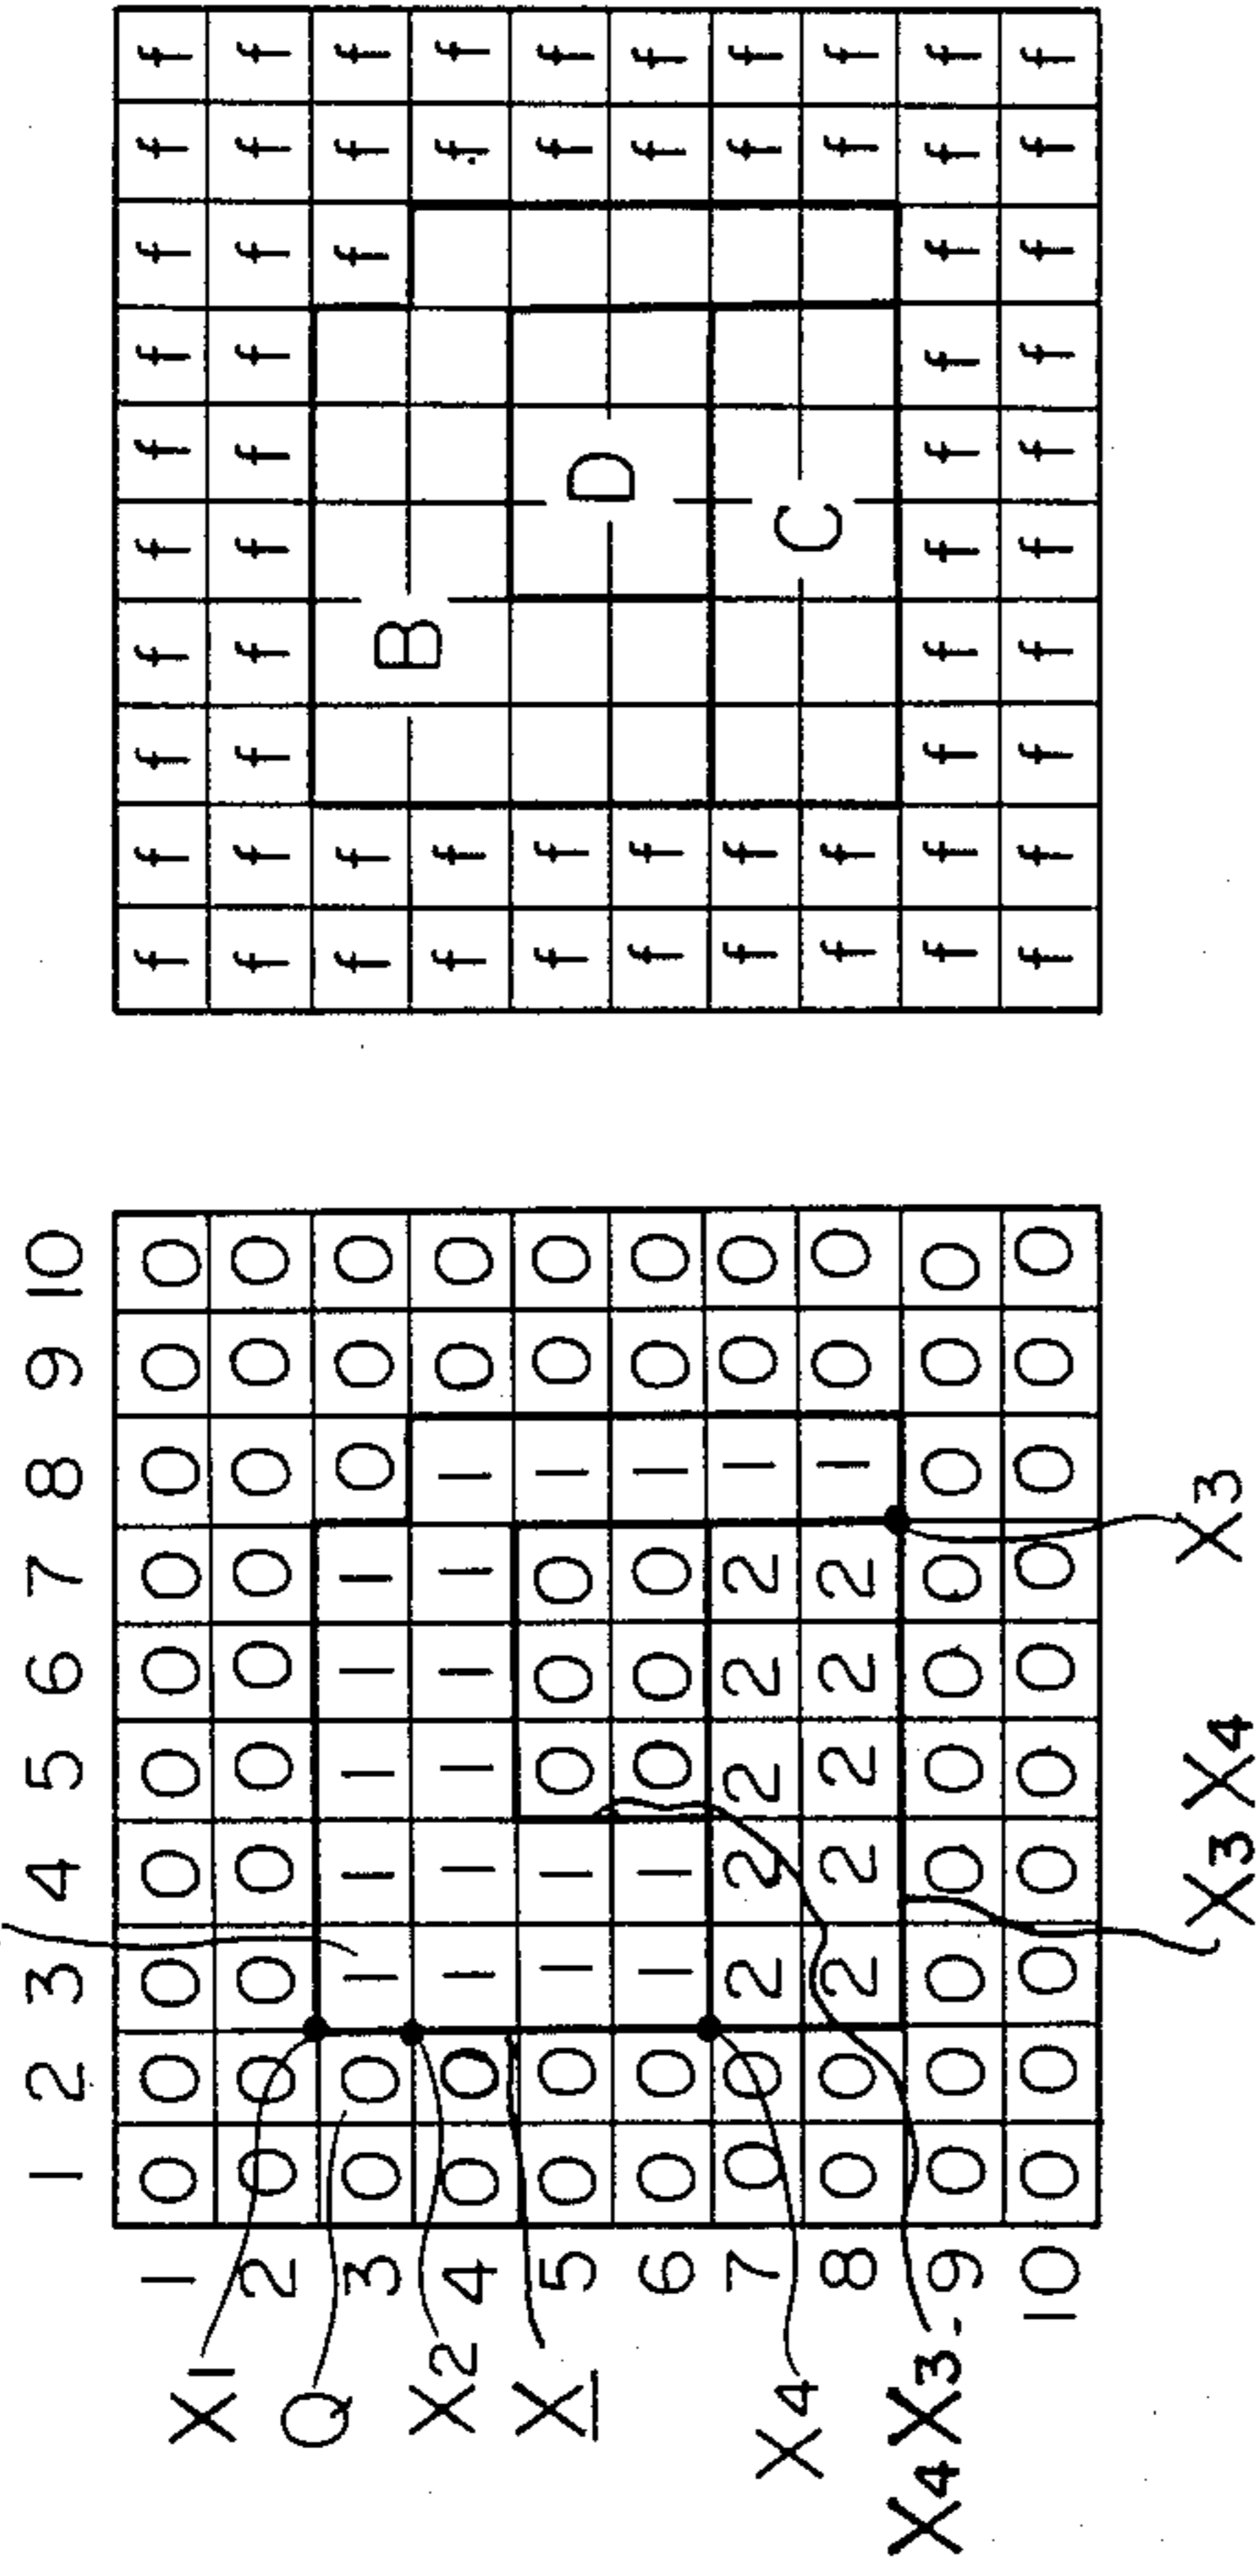 1 2 3 4 5 6 7 8 9 10
1 0 0 0 0 0 0 0 0 0 0 f f f f f f f f f f
X1
2 0 0 0 0 0 0 0 0 0 0 f f f f f f f f f f
Q
3 0 0 1 1 1 1 1 0 0 0 f f f f f
B
X2
4 0 0 1 1 1 1 1 1 0 0 f f f f
X
5 0 0 1 1 0 0 0 1 0 0 f f f f
D
6 0 0 1 1 0 0 0 1 0 0 f f f f
7 0 0 2 2 2 2 2 1 0 0 f f f f
X4
C
8 0 0 2 2 2 2 2 1 0 0 f f f f
X4 X3
9 0 0 0 0 0 0 0 0 0 0 f f f f f f f f f f
10 0 0 0 0 0 0 0 0 0 0 f f f f f f f f f f
X3 X4 X3